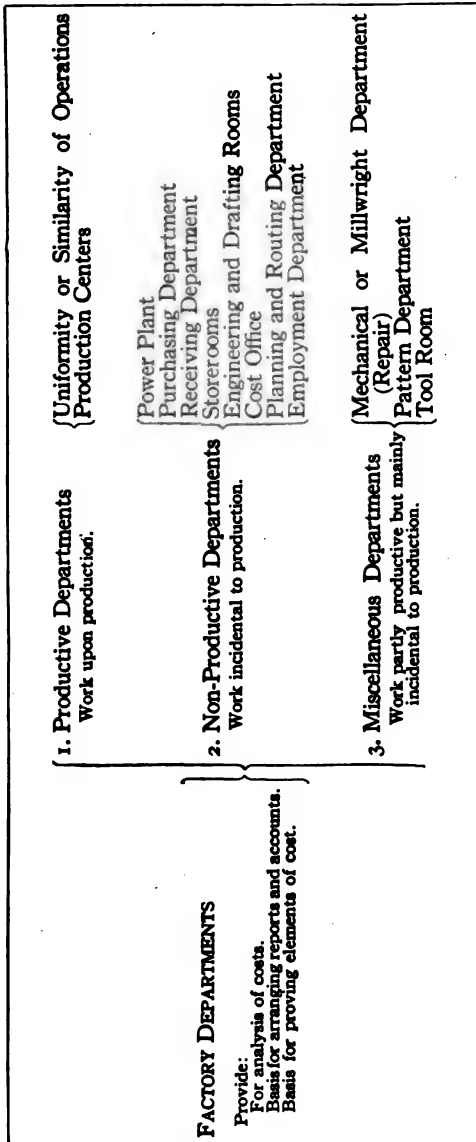 FACTORY DEPARTMENTS
Provide:
For analysis of costs.
Basis for arranging reports and accounts.
Basis for proving elements of cost.
1. Productive Departments
Work upon production.
Uniformity or Similarity of Operations
Production Centers
2. Non-Productive Departments
Work incidental to production.
Power Plant
Purchasing Department
Receiving Department
Storerooms
Engineering and Drafting Rooms
Cost Office
Planning and Routing Department
Employment Department
3. Miscellaneous Departments
Work partly productive but mainly
incidental to production.
Mechanical or Millwright Department
(Repair)
Pattern Department
Tool Room